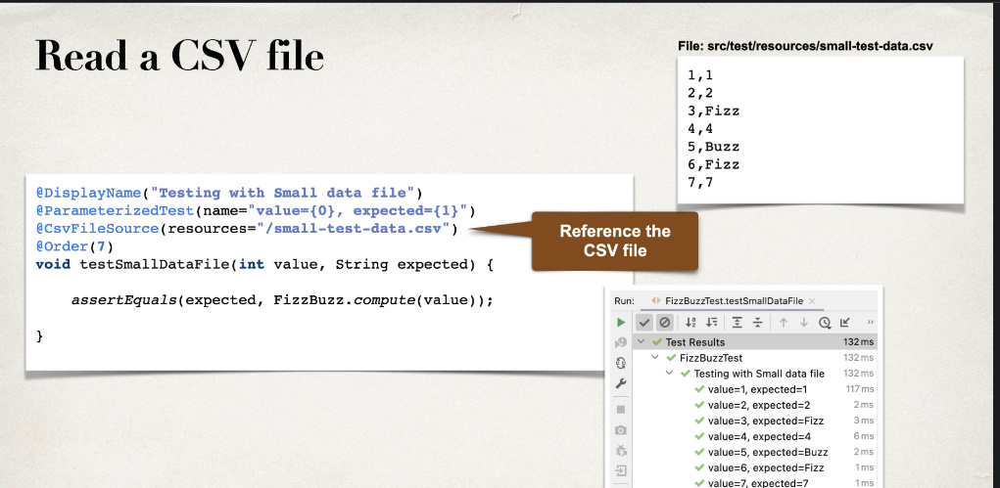 Read a CSV file
File: src/test/resources/small-test-data.csv
1,1
2,2
3,Fizz
4,4
5,Buzz
6,Fizz
7,7
@DisplayName("Testing with Small data file")
@ParameterizedTest(name="value={0}, expected={1}")
@CsvFileSource(resources="/small-test-data.csv")
@Order(7)
void testSmallDataFile(int value, String expected) {
assertEquals(expected, FizzBuzz.compute(value));
}
Reference the
CSV file
Run: FizzBuzzTest.testSmallDataFile ×
Test Results 132 ms
FizzBuzzTest 132 ms
Testing with Small data file 132 ms
value=1, expected=1 117 ms
value=2, expected=2 2 ms
value=3, expected=Fizz 3 ms
value=4, expected=4 6 ms
value=5, expected=Buzz 2 ms
value=6, expected=Fizz 1 ms
value=7, expected=7 1 ms